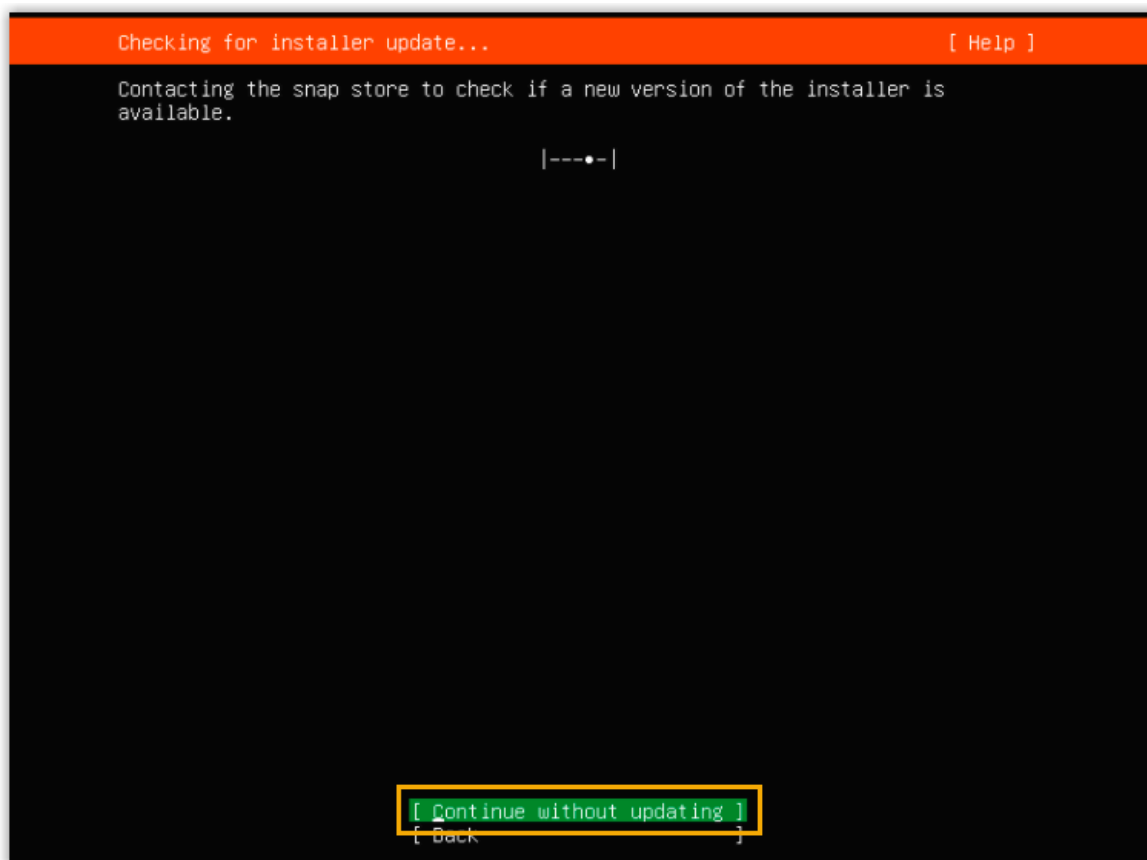 Checking for installer update... [ Help ]
Contacting the snap store to check if a new version of the installer is
available.
|---•-|
[ Continue without updating ]
[ Back ]